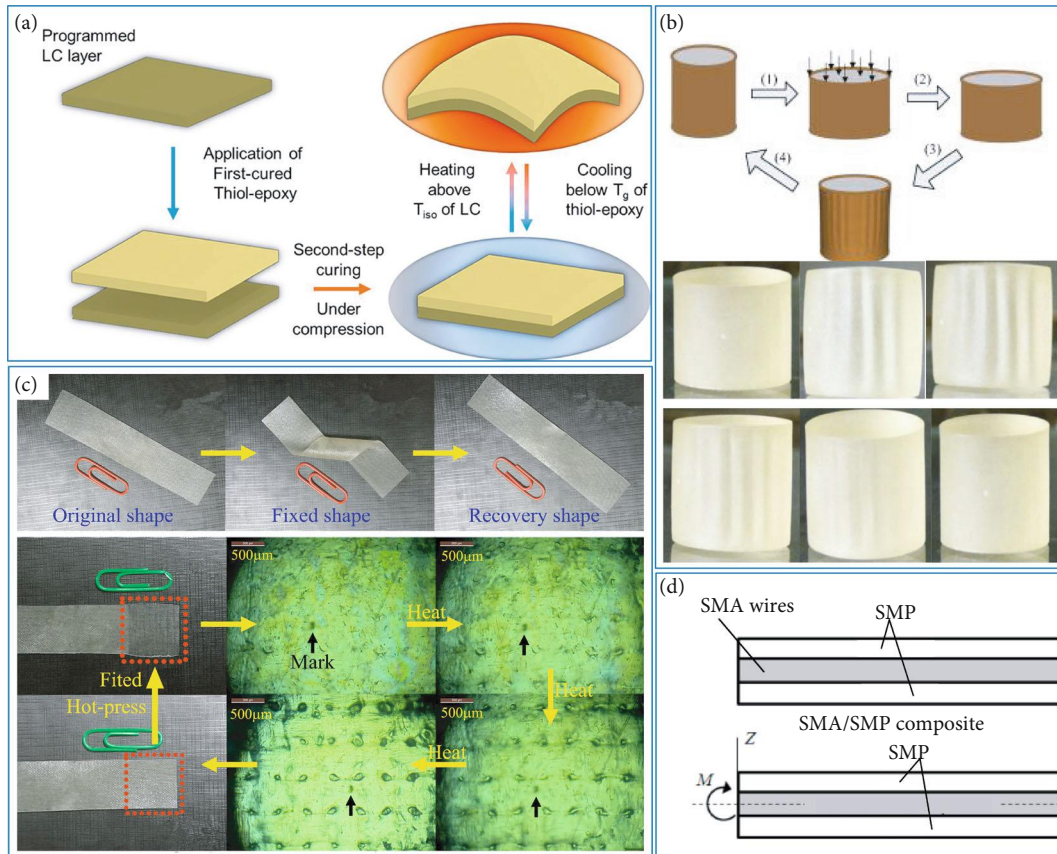 (a)
Programmed
LC layer
Application of
First-cured
Thiol-epoxy
Heating
above
T_iso of LC
Cooling
below T_g of
thiol-epoxy
Second-step
curing
Under
compression
(b)
(1)
(2)
(3)
(4)
(c)
Original shape
Fixed shape
Recovery shape
500μm
500μm
Heat
Mark
Fited
Hot-press
Heat
500μm
500μm
Heat
(d)
SMA wires
SMP
SMA/SMP composite
Z
SMP
M